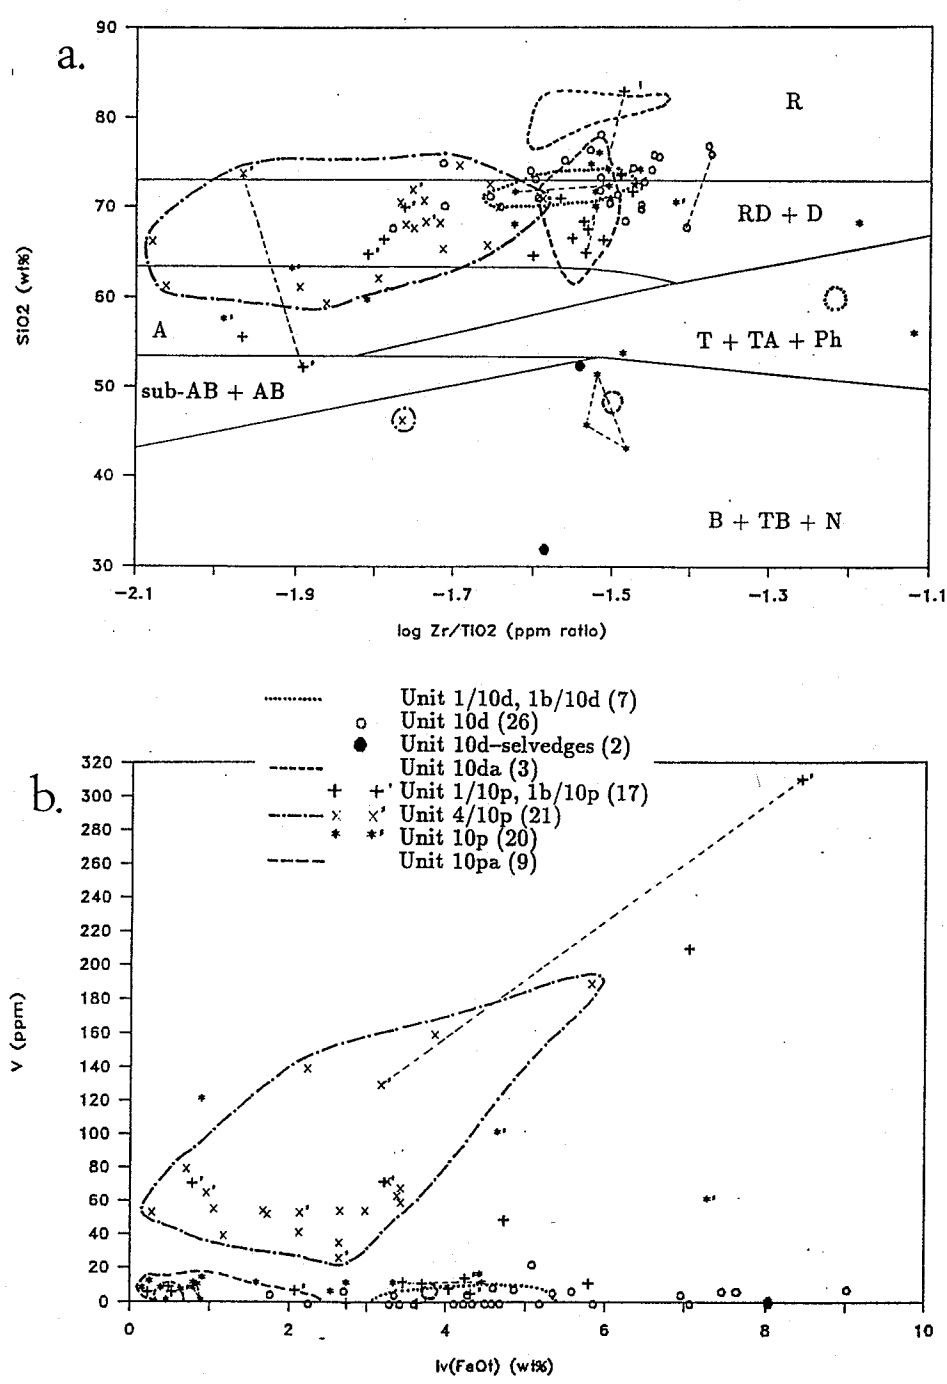 a.
90
80
70
60
50
40
30
SiO2 (wt%)
R
RD + D
A
T + TA + Ph
sub-AB + AB
B + TB + N
-2.1 -1.9 -1.7 -1.5 -1.3 -1.1
log Zr/TiO2 (ppm ratio)
Unit 1/10d, 1b/10d (7)
Unit 10d (26)
Unit 10d-selvedges (2)
Unit 10da (3)
Unit 1/10p, 1b/10p (17)
Unit 4/10p (21)
Unit 10p (20)
Unit 10pa (9)
b.
320
300
280
260
240
220
200
180
160
140
120
100
80
60
40
20
0
V (ppm)
0 2 4 6 8 10
Iv(FeOt) (wt%)